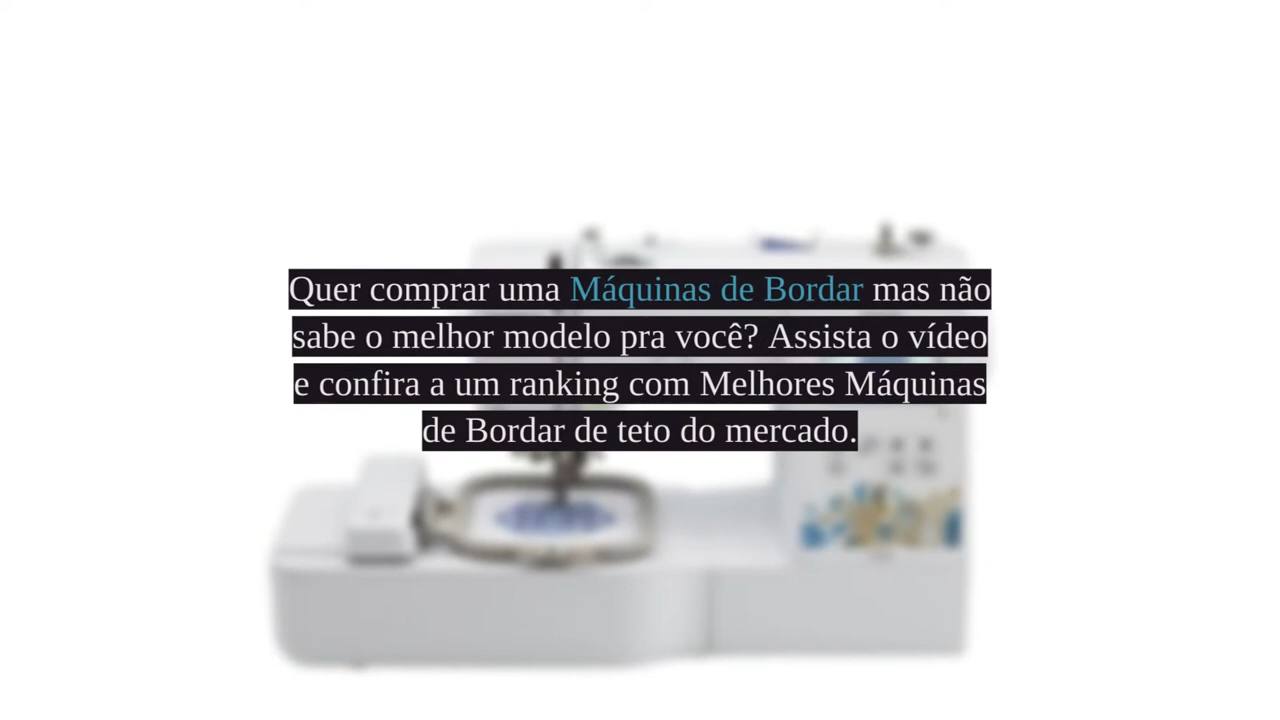 Quer comprar uma Máquinas de Bordar mas não
sabe o melhor modelo pra você? Assista o vídeo
e confira a um ranking com Melhores Máquinas
de Bordar de teto do mercado.